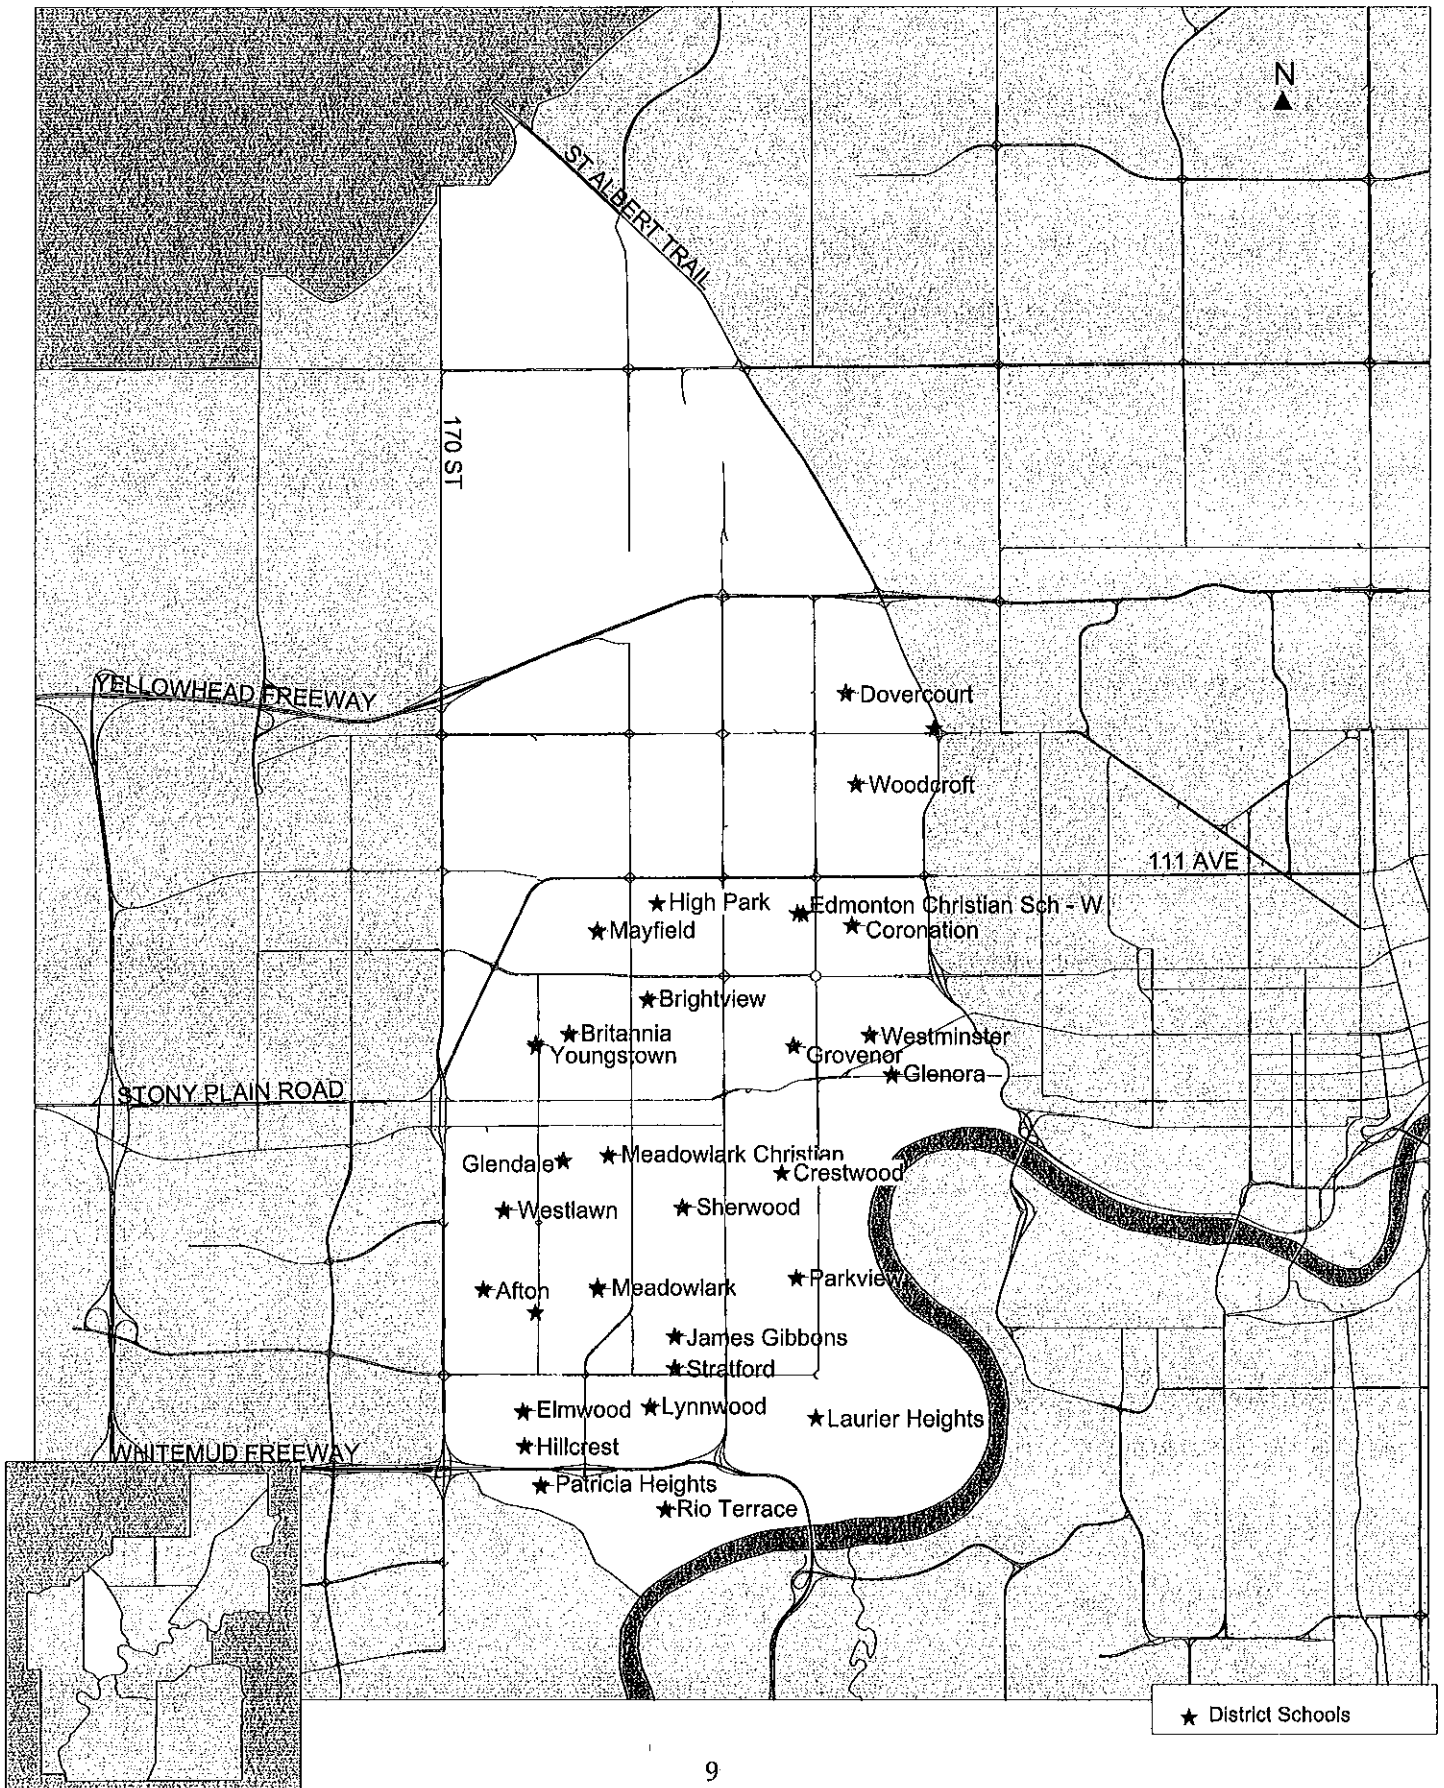 N
ST ALBERT TRAIL
170 ST
YELLOWHEAD FREEWAY
Dovercourt
Woodcroft
111 AVE
High Park
Edmonton Christian Sch - W
Mayfield
Coronation
Brightview
Britannia
Westminster
Youngstown
Grovenor
Glenora
STONY PLAIN ROAD
Meadowlark Christian
Glendale
Crestwood
Westlawn
Sherwood
Parkview
Afton
Meadowlark
James Gibbons
Stratford
Elmwood
Lynnwood
Laurier Heights
Hillcrest
WHITEMUD FREEWAY
Patricia Heights
Rio Terrace
District Schools
9